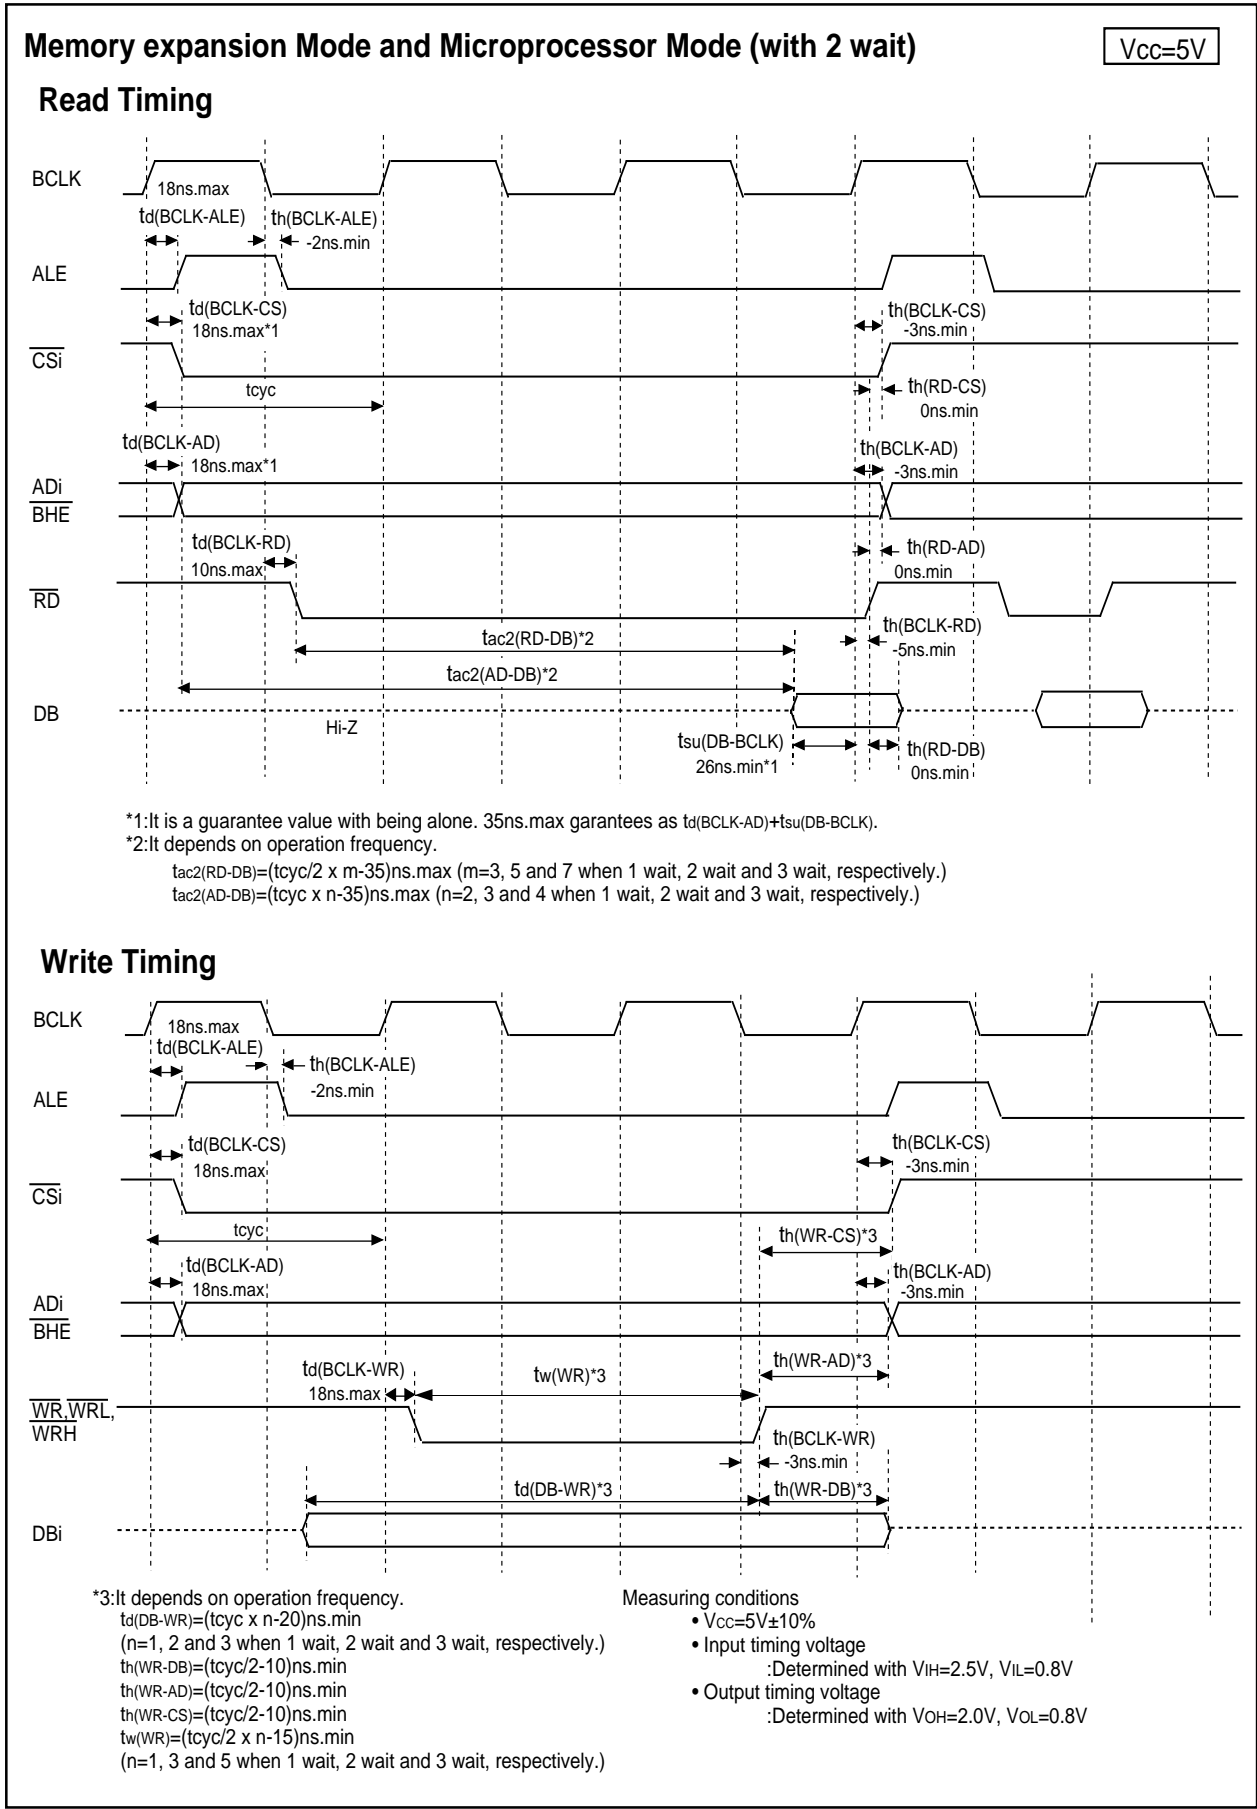 Memory expansion Mode and Microprocessor Mode (with 2 wait)
Vcc=5V
Read Timing
BCLK
18ns.max
td(BCLK-ALE)
th(BCLK-ALE)
-2ns.min
ALE
td(BCLK-CS)
18ns.max*1
th(BCLK-CS)
-3ns.min
CSi
tcyc
th(RD-CS)
0ns.min
td(BCLK-AD)
18ns.max*1
th(BCLK-AD)
-3ns.min
ADi
BHE
td(BCLK-RD)
10ns.max
th(RD-AD)
0ns.min
RD
th(BCLK-RD)
-5ns.min
tac2(RD-DB)*2
tac2(AD-DB)*2
DB
Hi-Z
tsu(DB-BCLK)
26ns.min*1
th(RD-DB)
0ns.min
*1:It is a guarantee value with being alone. 35ns.max garantees as td(BCLK-AD)+tsu(DB-BCLK).
*2:It depends on operation frequency.
tac2(RD-DB)=(tcyc/2 x m-35)ns.max (m=3, 5 and 7 when 1 wait, 2 wait and 3 wait, respectively.)
tac2(AD-DB)=(tcyc x n-35)ns.max (n=2, 3 and 4 when 1 wait, 2 wait and 3 wait, respectively.)
Write Timing
BCLK
18ns.max
td(BCLK-ALE)
th(BCLK-ALE)
-2ns.min
ALE
td(BCLK-CS)
18ns.max
th(BCLK-CS)
-3ns.min
CSi
tcyc
th(WR-CS)*3
td(BCLK-AD)
18ns.max
th(BCLK-AD)
-3ns.min
ADi
BHE
td(BCLK-WR)
18ns.max
tw(WR)*3
th(WR-AD)*3
WR,WRL,
WRH
th(BCLK-WR)
-3ns.min
td(DB-WR)*3
th(WR-DB)*3
DBi
*3:It depends on operation frequency.
td(DB-WR)=(tcyc x n-20)ns.min
(n=1, 2 and 3 when 1 wait, 2 wait and 3 wait, respectively.)
th(WR-DB)=(tcyc/2-10)ns.min
th(WR-AD)=(tcyc/2-10)ns.min
th(WR-CS)=(tcyc/2-10)ns.min
tw(WR)=(tcyc/2 x n-15)ns.min
(n=1, 3 and 5 when 1 wait, 2 wait and 3 wait, respectively.)
Measuring conditions
• VCC=5V±10%
• Input timing voltage
:Determined with VIH=2.5V, VIL=0.8V
• Output timing voltage
:Determined with VOH=2.0V, VOL=0.8V